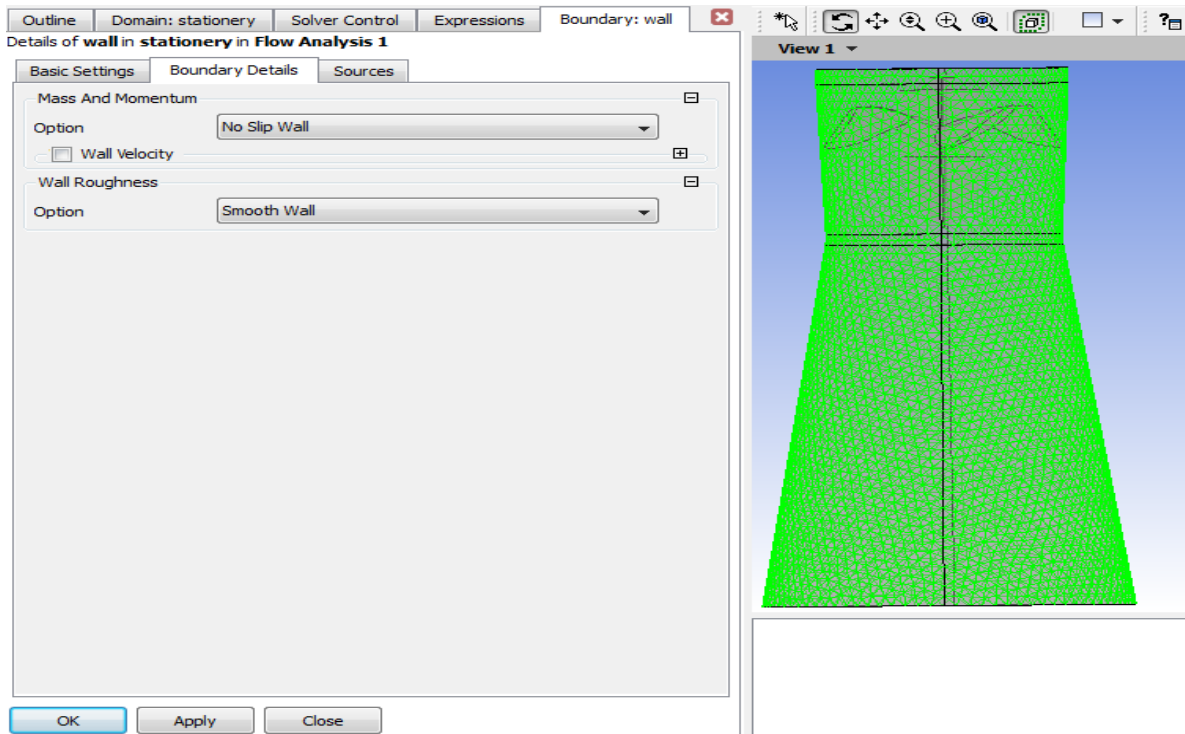 Outline Domain: stationery Solver Control Expressions Boundary: wall
Details of wall in stationery in Flow Analysis 1
Basic Settings Boundary Details Sources
Mass And Momentum
Option No Slip Wall
Wall Velocity
Wall Roughness
Option Smooth Wall
OK Apply Close
View 1